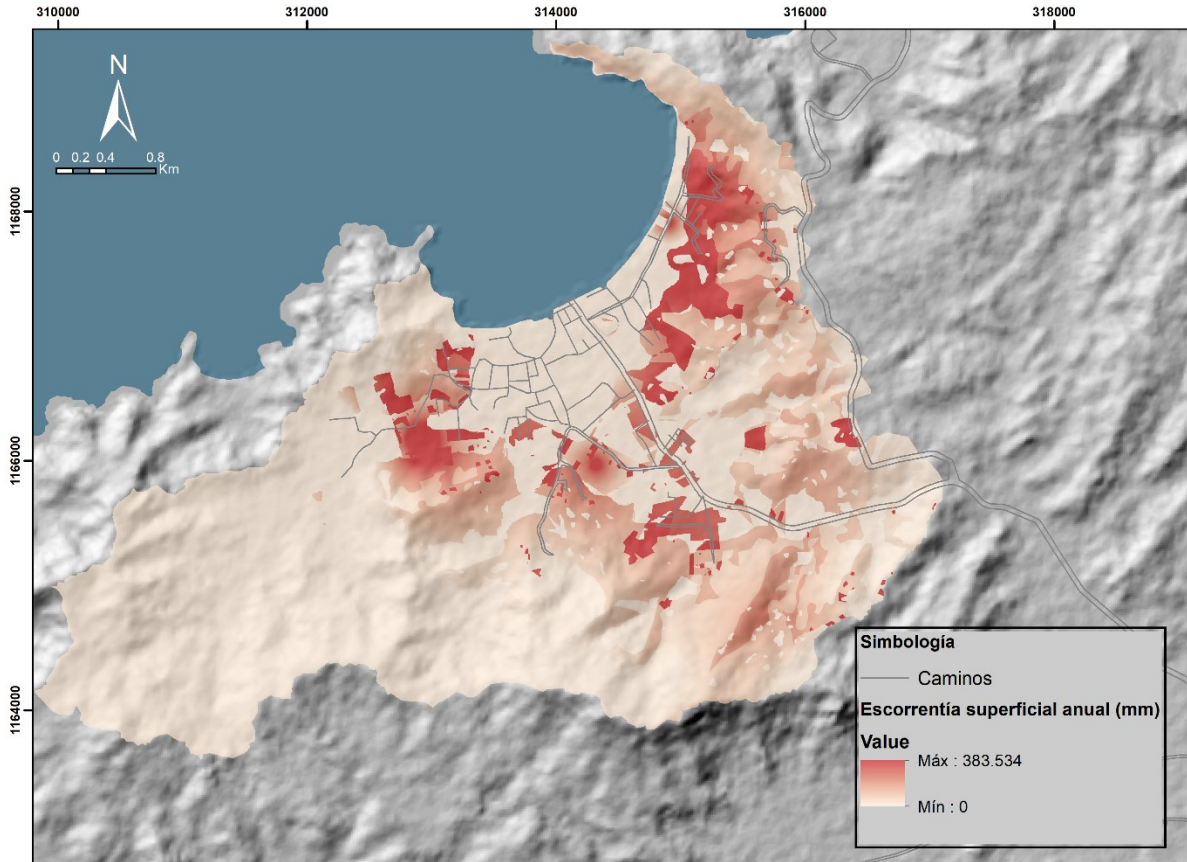 310000 312000 314000 316000 318000
N
0 0.2 0.4 0.8
Km
1168000
1166000
1164000
Simbología
Caminos
Escorrentía superficial anual (mm)
Value
Máx : 383.534
Mín : 0